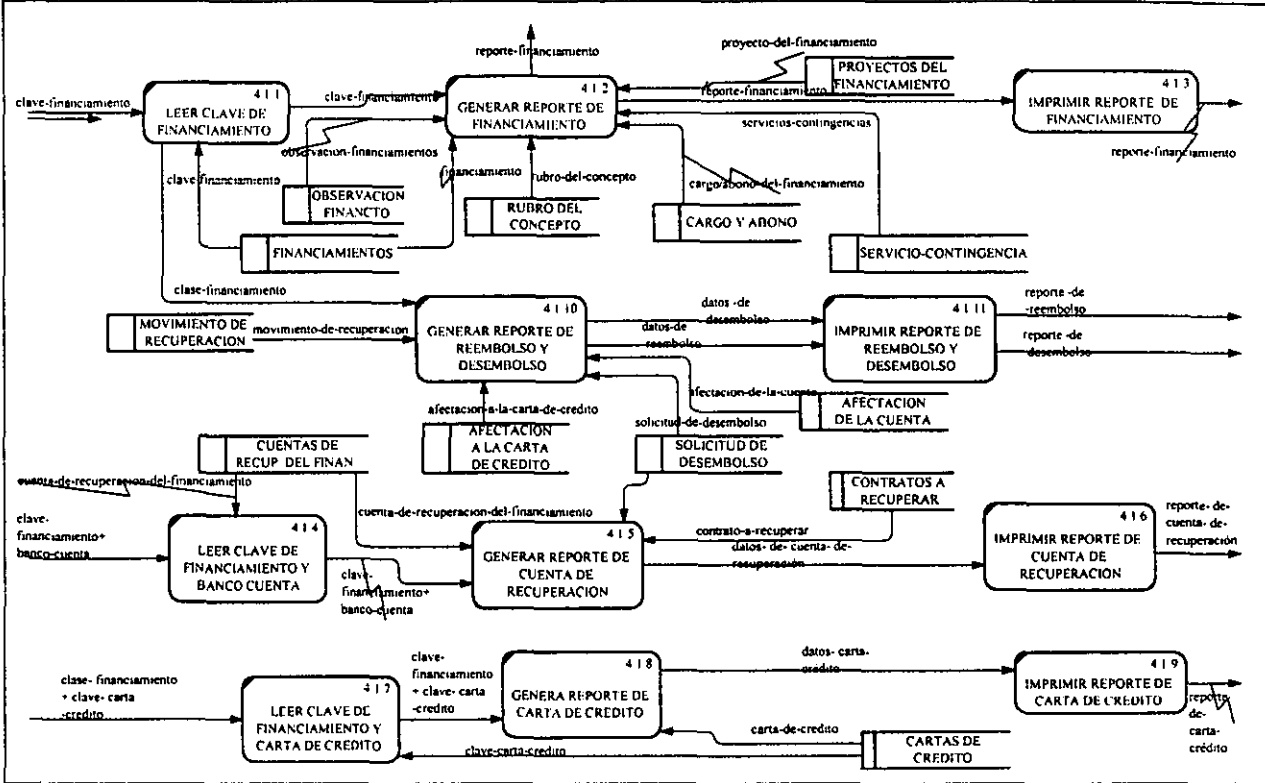 reporte-financiamiento
proyecto-del-financiamiento
PROYECTOS DEL
FINANCIAMIENTO
clave-financiamiento
4 1 1
LEER CLAVE DE
FINANCIAMIENTO
clave-financiamiento
4 1 2
GENERAR REPORTE DE
FINANCIAMIENTO
reporte-financiamiento
servicios-contingencias
4 1 3
IMPRIMIR REPORTE DE
FINANCIAMIENTO
reporte-financiamiento
observacion-financiamientos
clave-financiamiento
financiamiento
rubro-del-concepto
cargo/abono-del-financiamiento
OBSERVACION
FINANCTO
RUBRO DEL
CONCEPTO
CARGO Y ABONO
FINANCIAMIENTOS
SERVICIO-CONTINGENCIA
clase-financiamiento
MOVIMIENTO DE
RECUPERACION
movimiento-de-recuperacion
4 1 10
GENERAR REPORTE DE
REEMBOLSO Y
DESEMBOLSO
datos -de
desembolso
datos-de
reembolso
4 1 11
IMPRIMIR REPORTE DE
REEMBOLSO Y
DESEMBOLSO
reporte -de
-reembolso
reporte -de
desembolso
afectacion-de-la-cuenta
AFECTACION
DE LA CUENTA
afectacion-a-la-carta-de-credito
AFECTACION
A LA CARTA
DE CREDITO
solicitud-de-desembolso
SOLICITUD DE
DESEMBOLSO
CUENTAS DE
RECUP DEL FINAN
CONTRATOS A
RECUPERAR
cuenta-de-recuperacion-del-financiamiento
cuenta-de-recuperacion-del-financiamiento
clave-
financiamiento+
banco-cuenta
4 1 4
LEER CLAVE DE
FINANCIAMIENTO Y
BANCO CUENTA
clave-
financiamiento+
banco-cuenta
4 1 5
GENERAR REPORTE DE
CUENTA DE
RECUPERACION
contrato-a-recuperar
datos- de- cuenta- de-
recuperación
4 1 6
IMPRIMIR REPORTE DE
CUENTA DE
RECUPERACION
reporte- de-
cuenta- de-
recuperación
clase- financiamiento
+ clave- carta
-credito
4 1 7
LEER CLAVE DE
FINANCIAMIENTO Y
CARTA DE CREDITO
clave-
financiamiento
+ clave- carta
-credito
4 1 8
GENERA REPORTE DE
CARTA DE CREDITO
datos- carta-
crédito
4 1 9
IMPRIMIR REPORTE DE
CARTA DE CREDITO
reporte
de-
carta-
crédito
carta-de-credito
clave-carta-credito
CARTAS DE
CREDITO